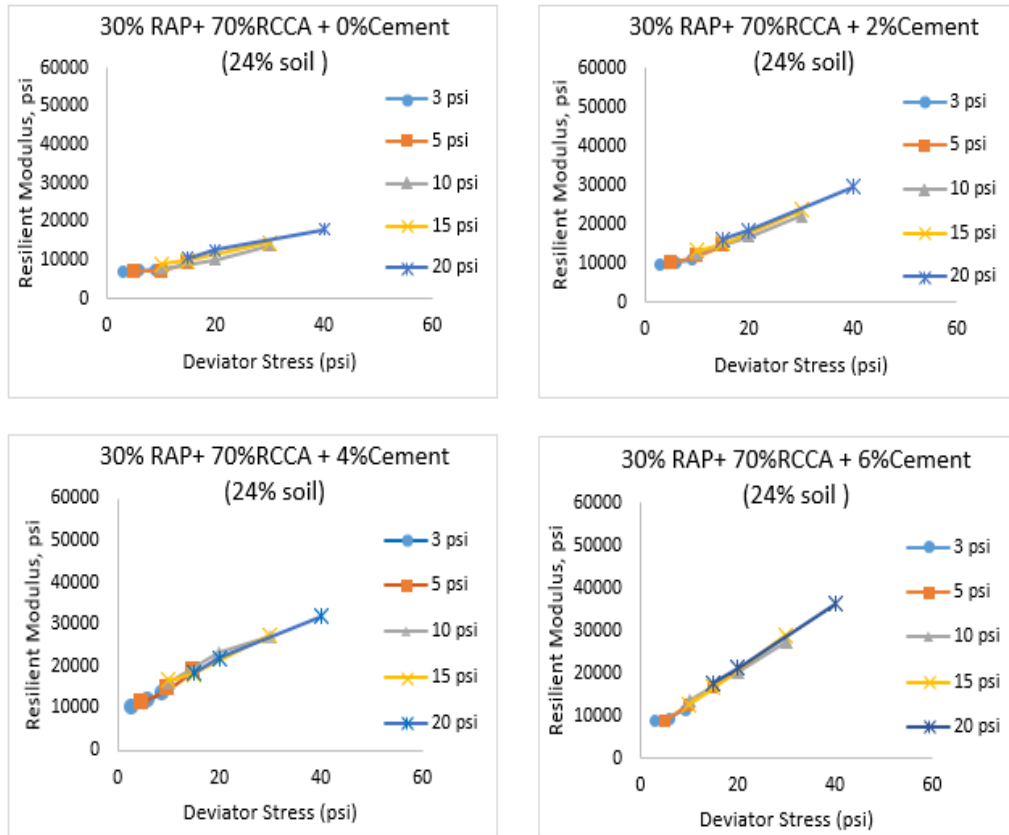 30% RAP+ 70%RCCA + 0%Cement
(24% soil )
Resilient Modulus, psi
60000
50000
40000
30000
20000
10000
0
0
20
40
60
Deviator Stress (psi)
3 psi
5 psi
10 psi
15 psi
20 psi
30% RAP+ 70%RCCA + 2%Cement
(24% soil)
Resilient Modulus, psi
60000
50000
40000
30000
20000
10000
0
0
20
40
60
Deviator Stress (psi)
3 psi
5 psi
10 psi
15 psi
20 psi
30% RAP+ 70%RCCA + 4%Cement
(24% soil)
Resilient Modulus, psi
60000
50000
40000
30000
20000
10000
0
0
20
40
60
Deviator Stress (psi)
3 psi
5 psi
10 psi
15 psi
20 psi
30% RAP+ 70%RCCA + 6%Cement
(24% soil )
Resilient Modulus, psi
60000
50000
40000
30000
20000
10000
0
0
20
40
60
Deviator Stress (psi)
3 psi
5 psi
10 psi
15 psi
20 psi